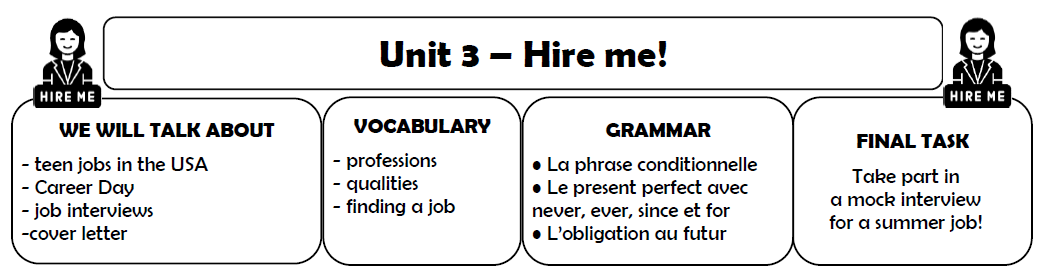 Unit 3 – Hire me!
HIRE ME
HIRE ME
WE WILL TALK ABOUT
- teen jobs in the USA
- Career Day
- job interviews
-cover letter
VOCABULARY
- professions
- qualities
- finding a job
GRAMMAR
● La phrase conditionnelle
● Le present perfect avec
never, ever, since et for
● L’obligation au futur
FINAL TASK
Take part in
a mock interview
for a summer job!